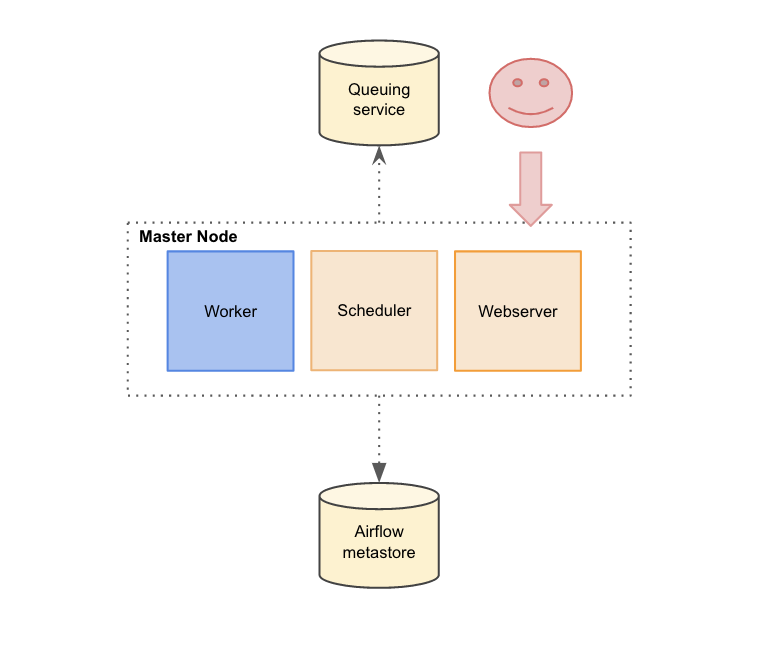 Queuing
service
Master Node
Worker
Scheduler
Webserver
Airflow
metastore